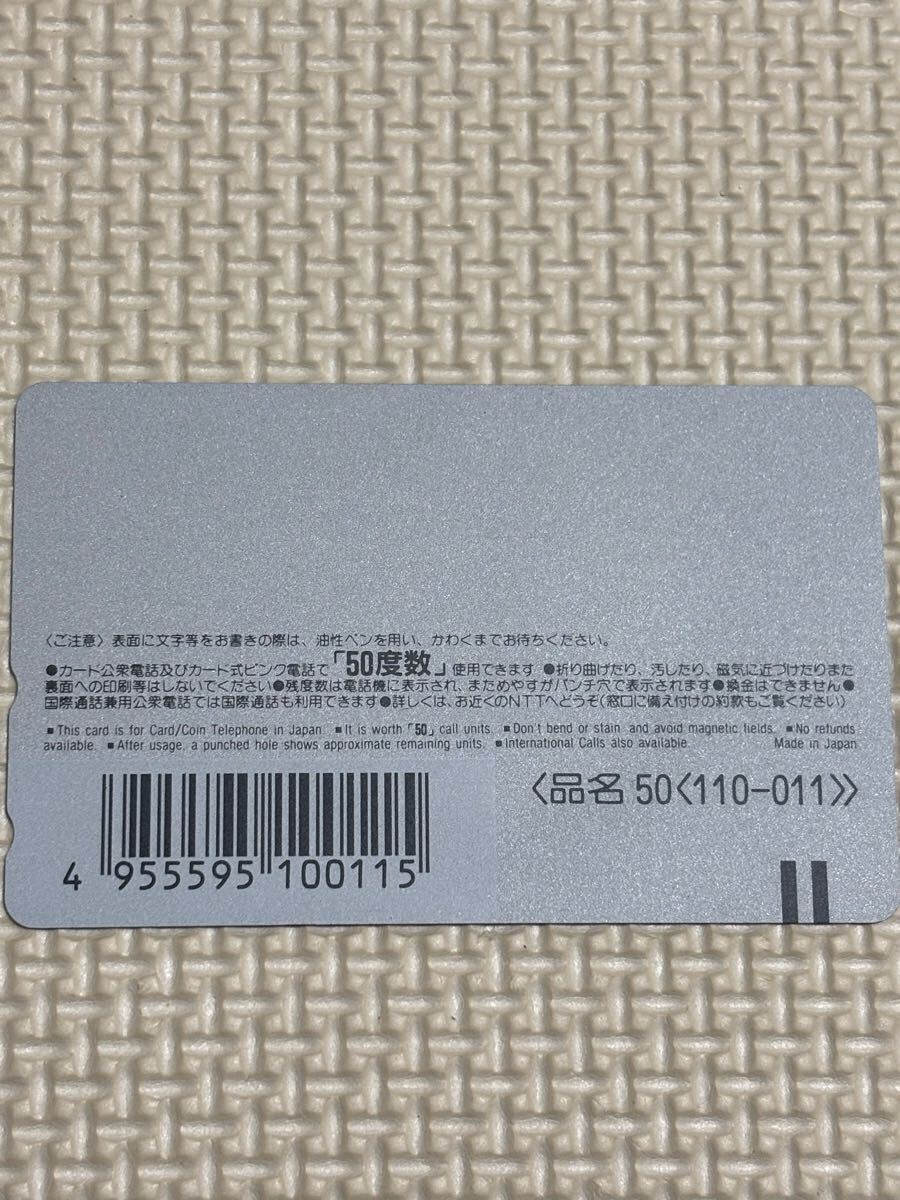 〈ご注意〉表面に文字等をお書きの際は、油性ペンを用い、かわくまでお待ちください。
●カード公衆電話及びカード式ピンク電話で「50度数」使用できます ●折り曲げたり、汚したり、磁気に近づけたりまた
裏面への印刷等はしないでください●残度数は電話機に表示され、まためやすがパンチ穴で表示されます●換金はできません●
国際通話兼用公衆電話では国際通話も利用できます●詳しくは、お近くのNTTへどうぞ(窓口に備え付けの約款もご覧ください)
■This card is for Card/Coin Telephone in Japan ■It is worth「50」call units. ■Don't bend or stain and avoid magnetic fields. ■No refunds
available. ■After usage, a punched hole shows approximate remaining units. ■International Calls also available. Made in Japan
〈品名 50〈110-011〉〉
4 955595 100115